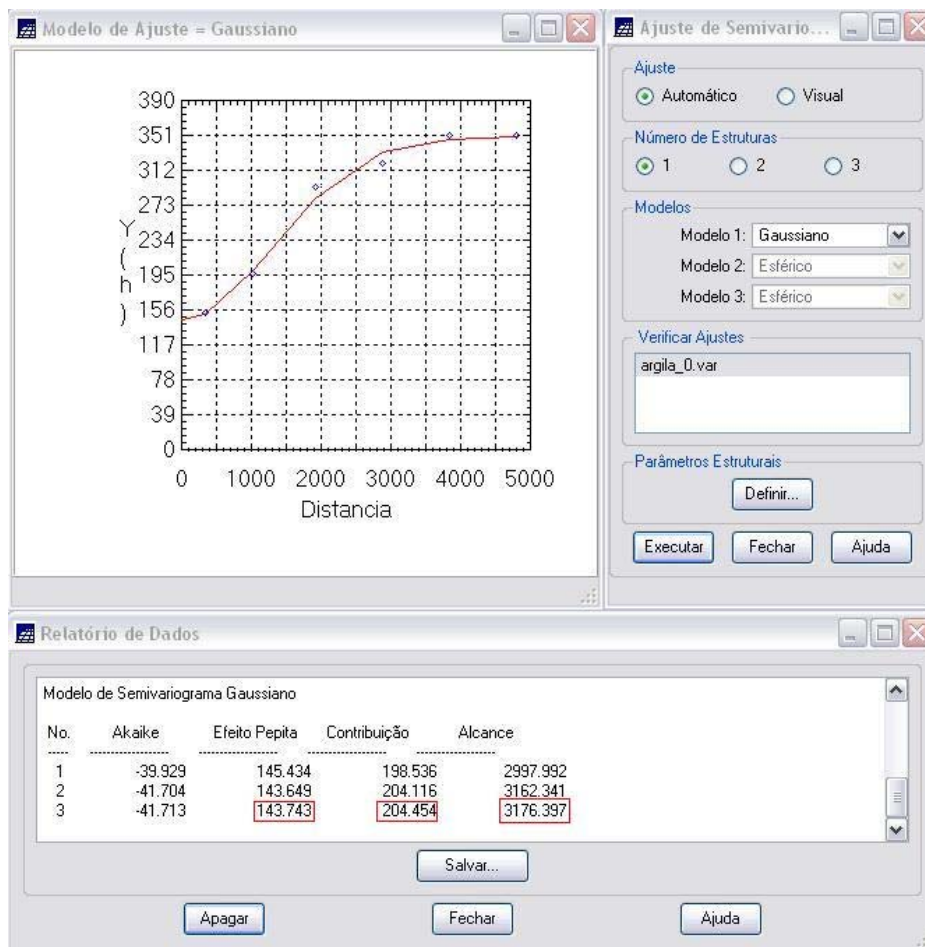 Modelo de Ajuste = Gaussiano
390
351
312
273
234
195
156
117
78
39
0
Y(h)
0 1000 2000 3000 4000 5000
Distancia
Ajuste de Semivario...
Ajuste
Automático Visual
Número de Estruturas
1 2 3
Modelos
Modelo 1: Gaussiano
Modelo 2: Esférico
Modelo 3: Esférico
Verificar Ajustes
argila_0.var
Parâmetros Estruturais
Definir...
Executar Fechar Ajuda
Relatório de Dados
Modelo de Semivariograma Gaussiano
No. Akaike Efeito Pepita Contribuição Alcance
----- ----------------- ----------------- ----------------- -----------------
1 -39.929 145.434 198.536 2997.992
2 -41.704 143.649 204.116 3162.341
3 -41.713 143.743 204.454 3176.397
Salvar...
Apagar Fechar Ajuda